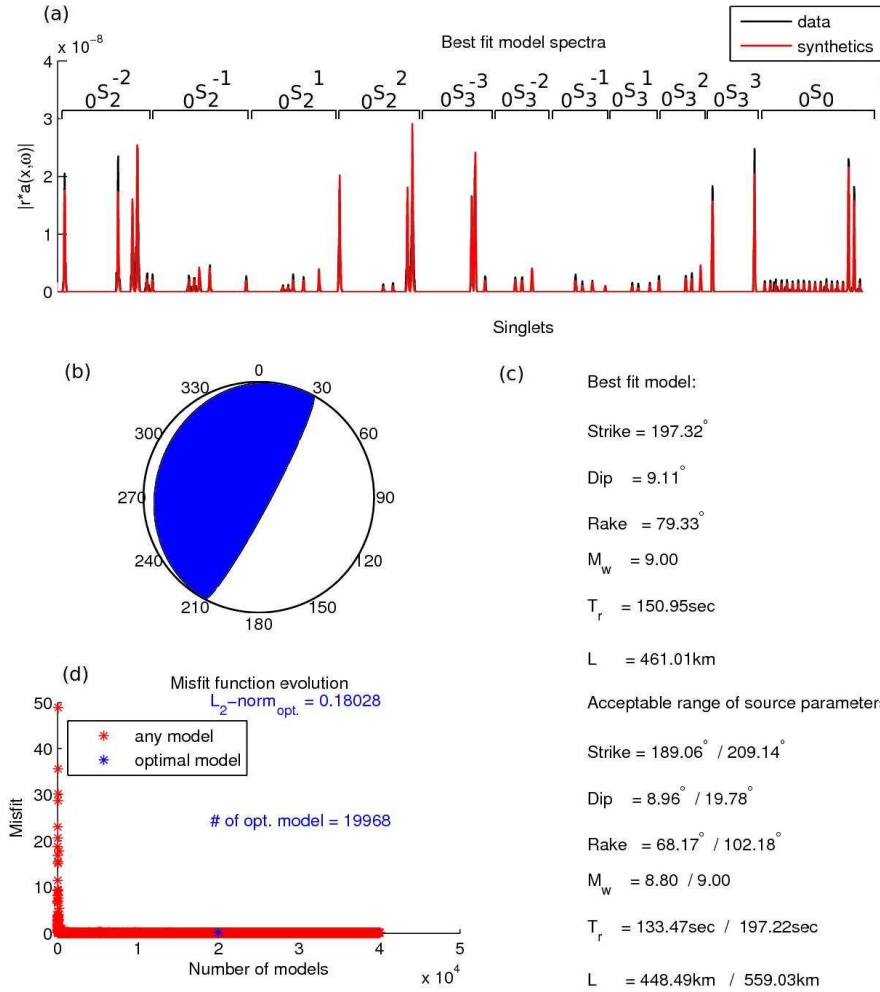 (a)
data
synthetics
Best fit model spectra
x 10^-8
0S2^-2 0S2^-1 0S2^1 0S2^2 0S3^-3 0S3^-2 0S3^-1 0S3^1 0S3^2 0S3^3 0S0
|r*a(x,ω)|
4
3
2
1
0
Singlets
(b)
0
30
60
90
120
150
180
210
240
270
300
330
(c)
Best fit model:
Strike = 197.32°
Dip = 9.11°
Rake = 79.33°
M_w = 9.00
T_r = 150.95sec
L = 461.01km
Acceptable range of source parameters
Strike = 189.06° / 209.14°
Dip = 8.96° / 19.78°
Rake = 68.17° / 102.18°
M_w = 8.80 / 9.00
T_r = 133.47sec / 197.22sec
L = 448.49km / 559.03km
(d)
Misfit function evolution
L_2-norm_opt. = 0.18028
any model
optimal model
# of opt. model = 19968
Misfit
50
40
30
20
10
0
0 1 2 3 4 5
Number of models
x 10^4